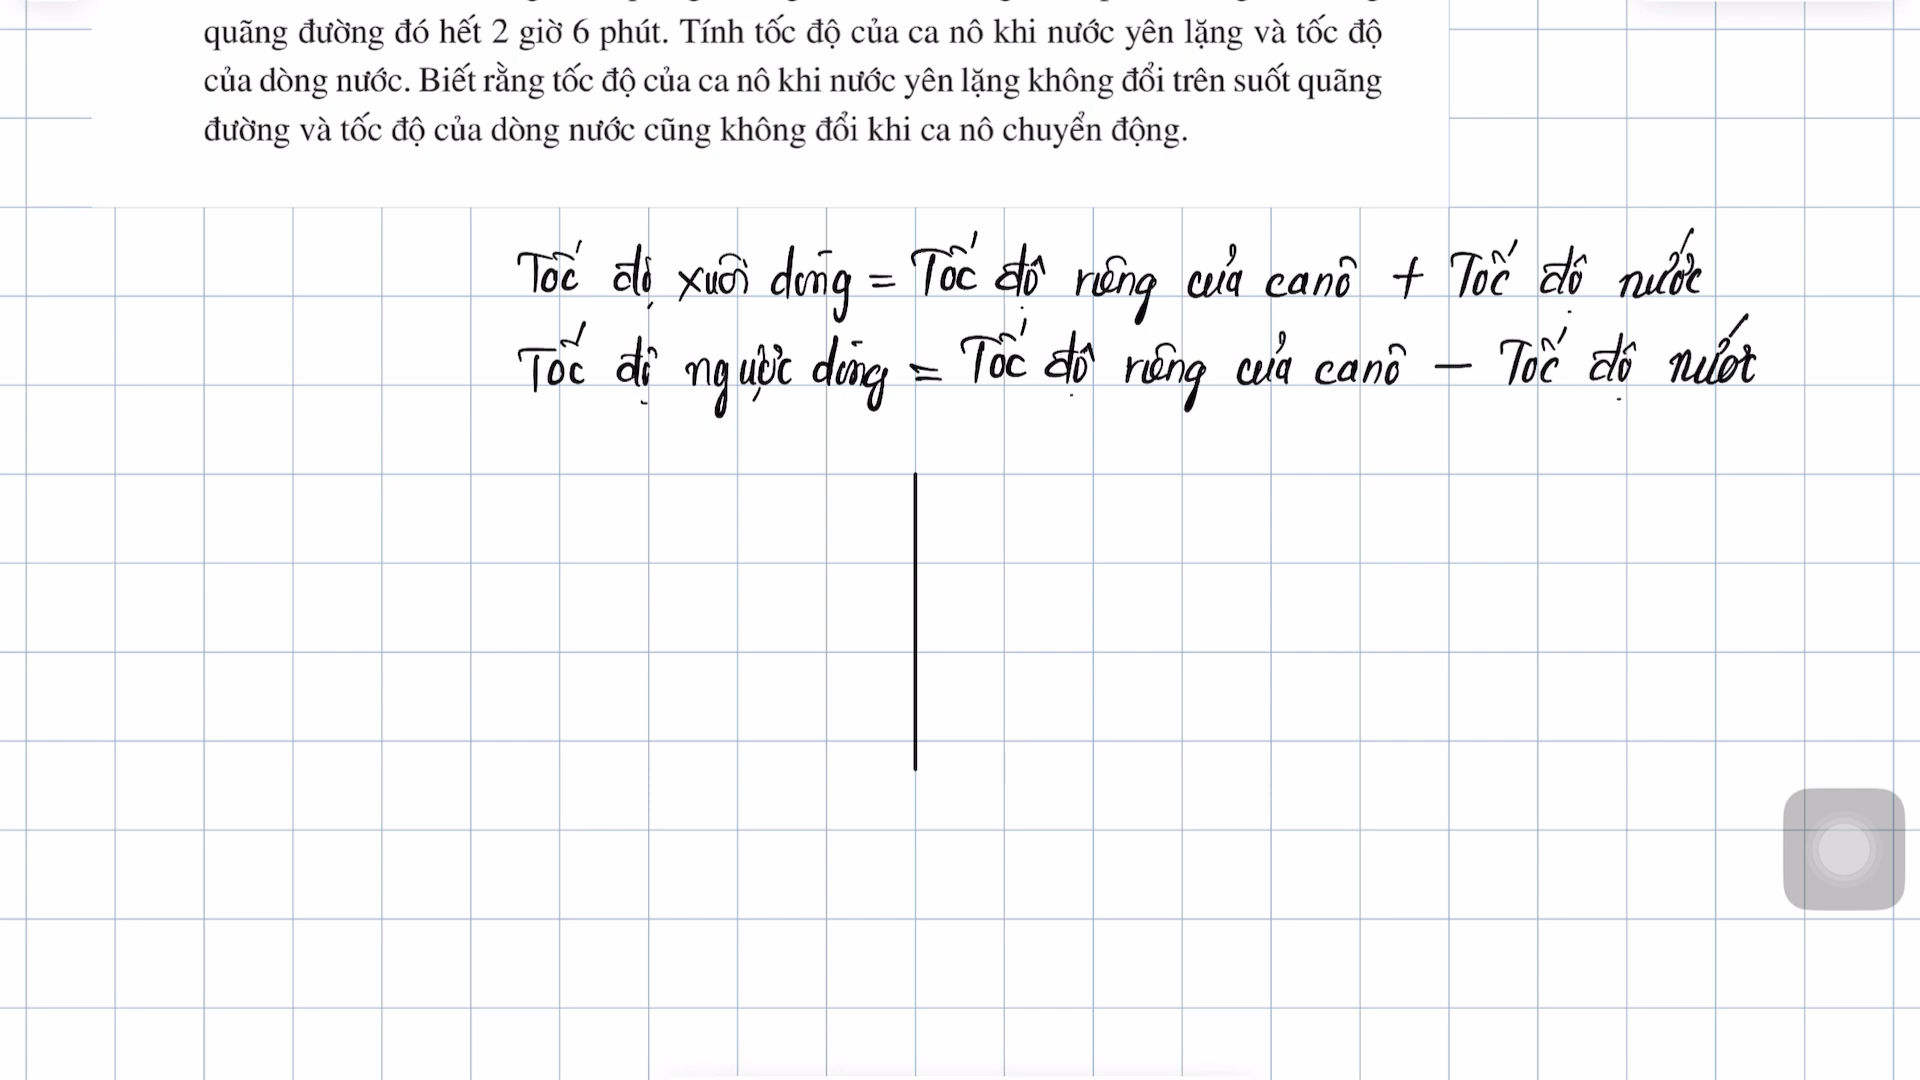 quãng đường đó hết 2 giờ 6 phút. Tính tốc độ của ca nô khi nước yên lặng và tốc độ
của dòng nước. Biết rằng tốc độ của ca nô khi nước yên lặng không đổi trên suốt quãng
đường và tốc độ của dòng nước cũng không đổi khi ca nô chuyển động.
Tốc độ xuôi dòng = Tốc độ riêng của canô + Tốc độ nước
Tốc độ ngược dòng = Tốc độ riêng của canô – Tốc độ nước